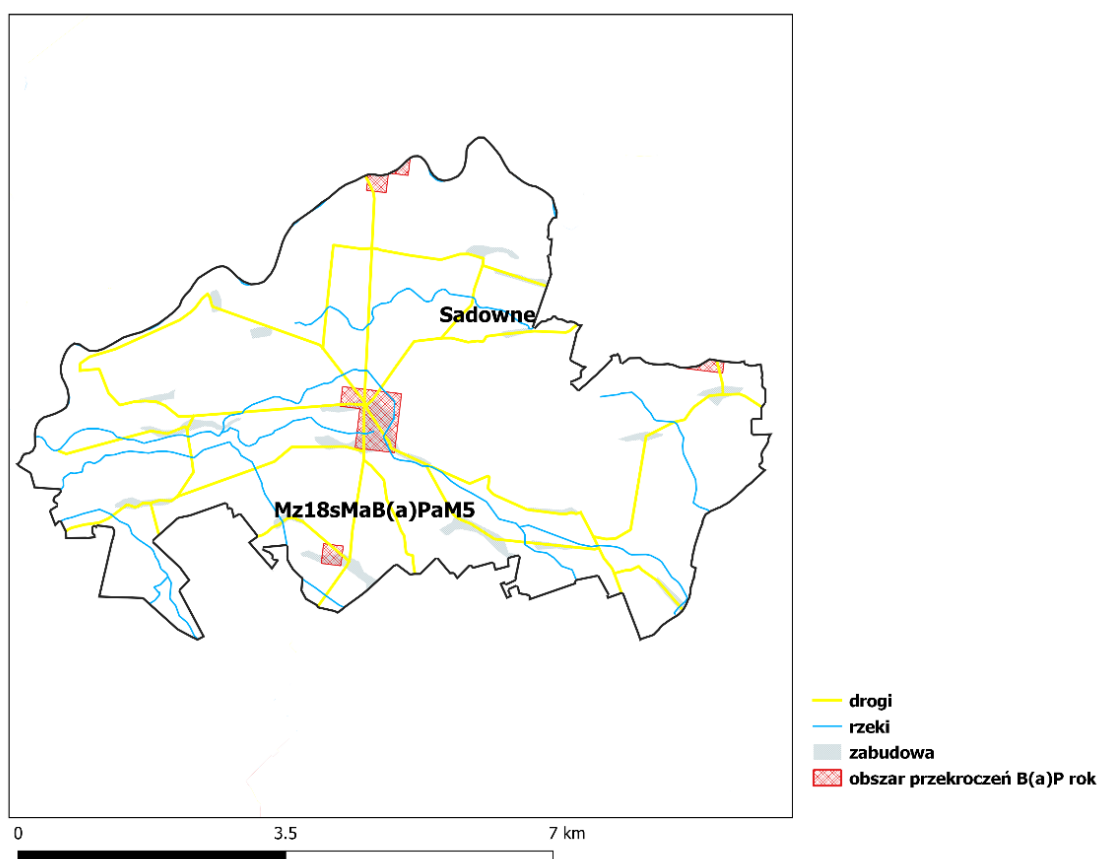 Sadowne
Mz18sMaB(a)PaM5
drogi
rzeki
zabudowa
obszar przekroczeń B(a)P rok
0 3.5 7 km